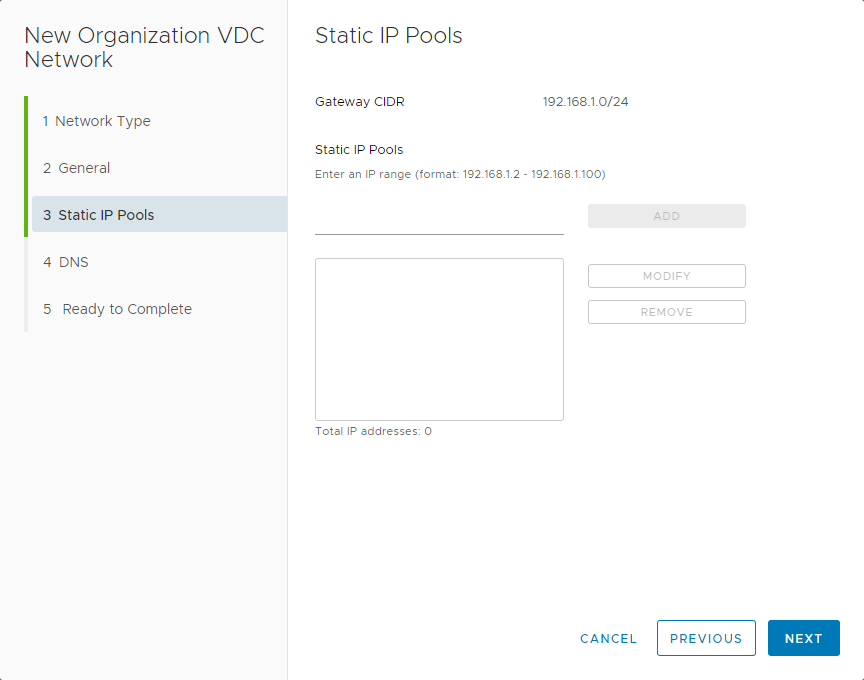 New Organization VDC
Network
1 Network Type
2 General
3 Static IP Pools
4 DNS
5 Ready to Complete
Static IP Pools
Gateway CIDR 192.168.1.0/24
Static IP Pools
Enter an IP range (format: 192.168.1.2 - 192.168.1.100)
ADD
MODIFY
REMOVE
Total IP addresses: 0
CANCEL PREVIOUS NEXT